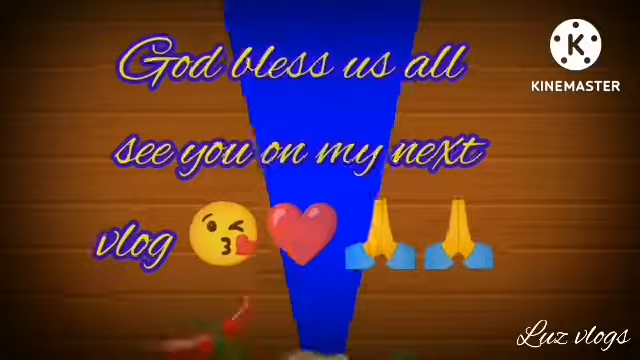 God bless us all
K
KINEMASTER
see you on my next
vlog 😘❤️🙏🙏
Luz vlogs